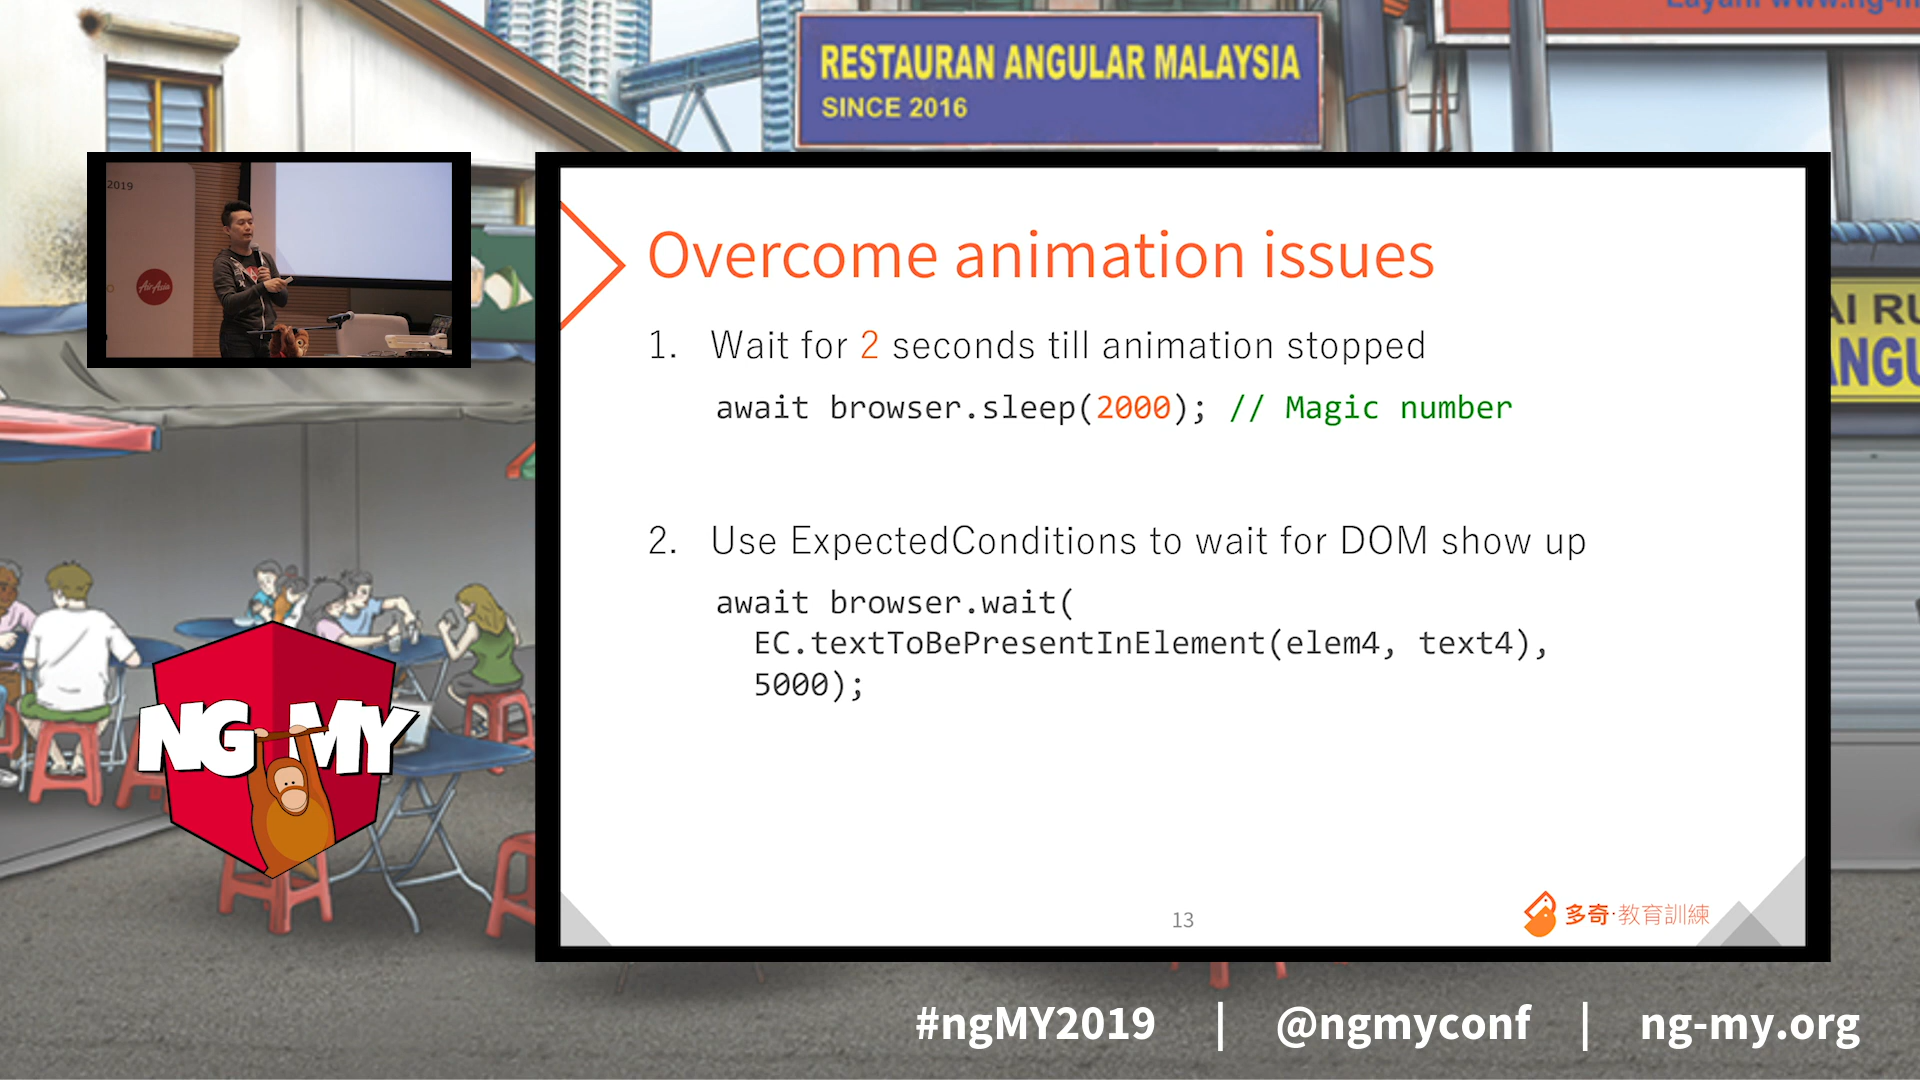 RESTAURAN ANGULAR MALAYSIA
SINCE 2016
2019
AirAsia
Overcome animation issues
1. Wait for 2 seconds till animation stopped
await browser.sleep(2000); // Magic number
2. Use ExpectedConditions to wait for DOM show up
await browser.wait(
EC.textToBePresentInElement(elem4, text4),
5000);
13
多奇·教育訓練
NG MY
#ngMY2019 | @ngmyconf | ng-my.org